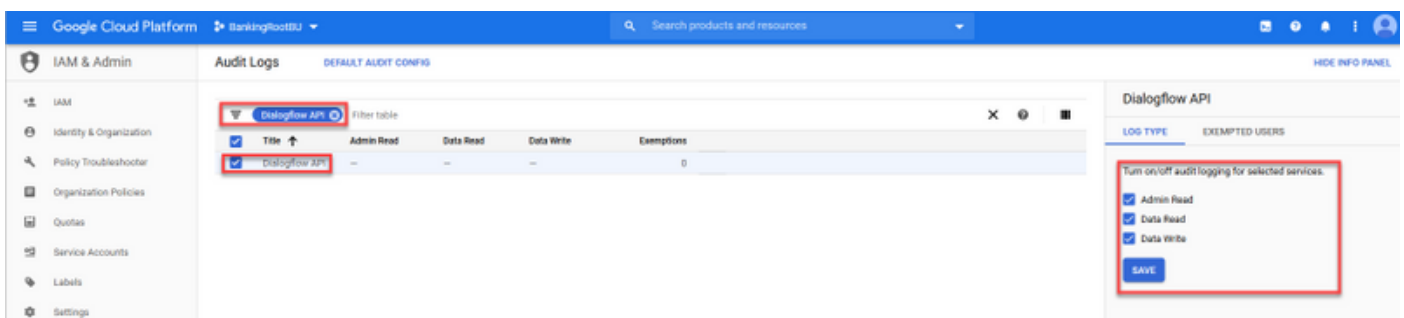 Google Cloud Platform BankingRootBU Search products and resources
IAM & Admin Audit Logs DEFAULT AUDIT CONFIG HIDE INFO PANEL
IAM
Identity & Organization
Policy Troubleshooter
Organization Policies
Quotas
Service Accounts
Labels
Settings
Dialogflow API Filter table
Title Admin Read Data Read Data Write Exemptions
Dialogflow API — — — 0
Dialogflow API
LOG TYPE EXEMPTED USERS
Turn on/off audit logging for selected services.
Admin Read
Data Read
Data Write
SAVE